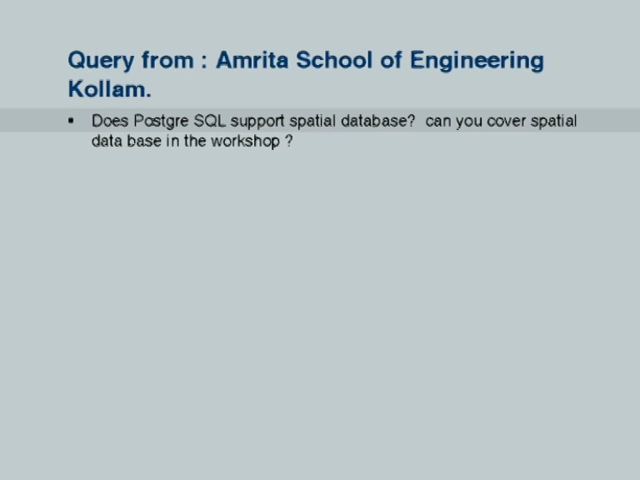 Query from : Amrita School of Engineering
Kollam.
▪ Does Postgre SQL support spatial database? can you cover spatial
data base in the workshop ?